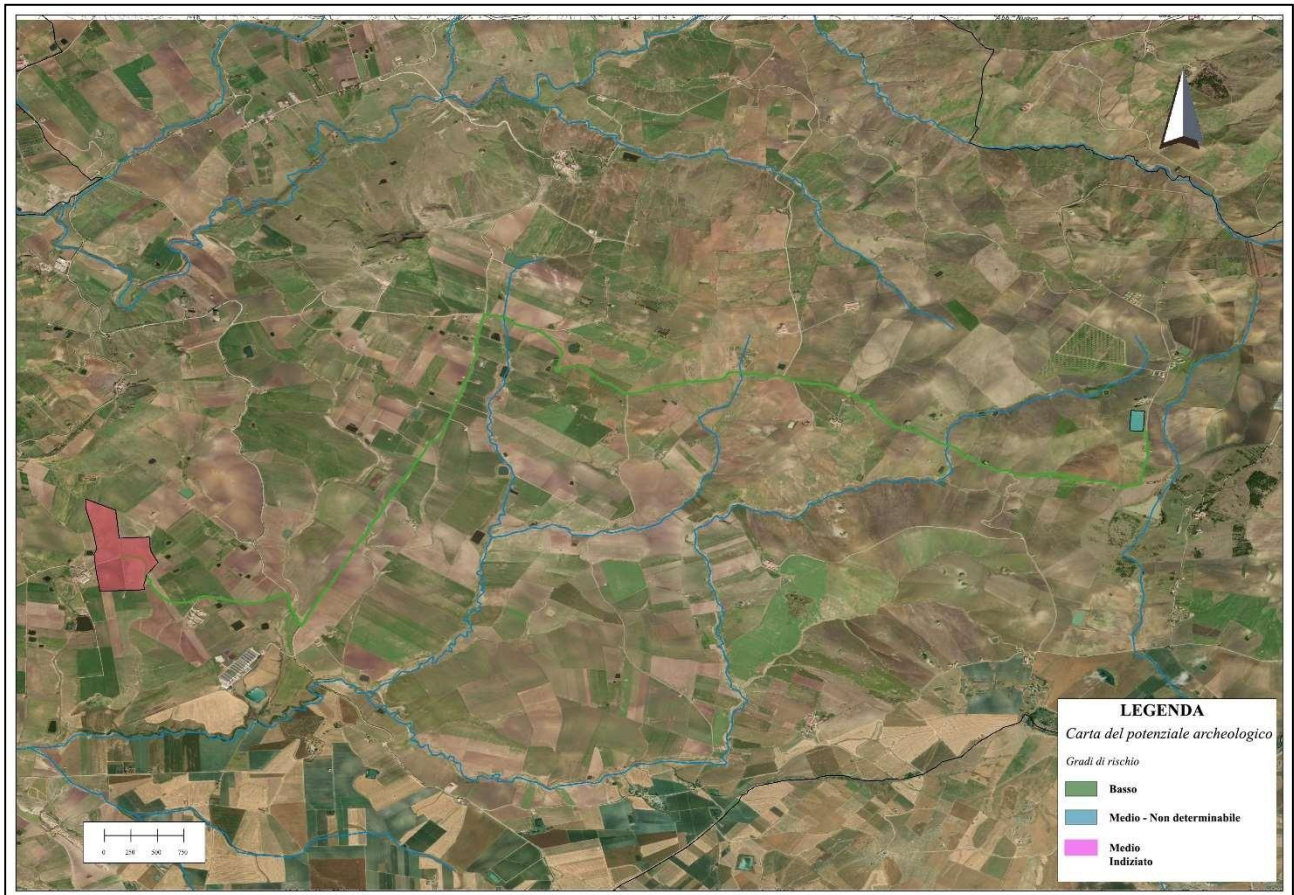 LEGENDA
Carta del potenziale archeologico
Gradi di rischio
Basso
Medio - Non determinabile
Medio
Indiziato
0 250 500 750